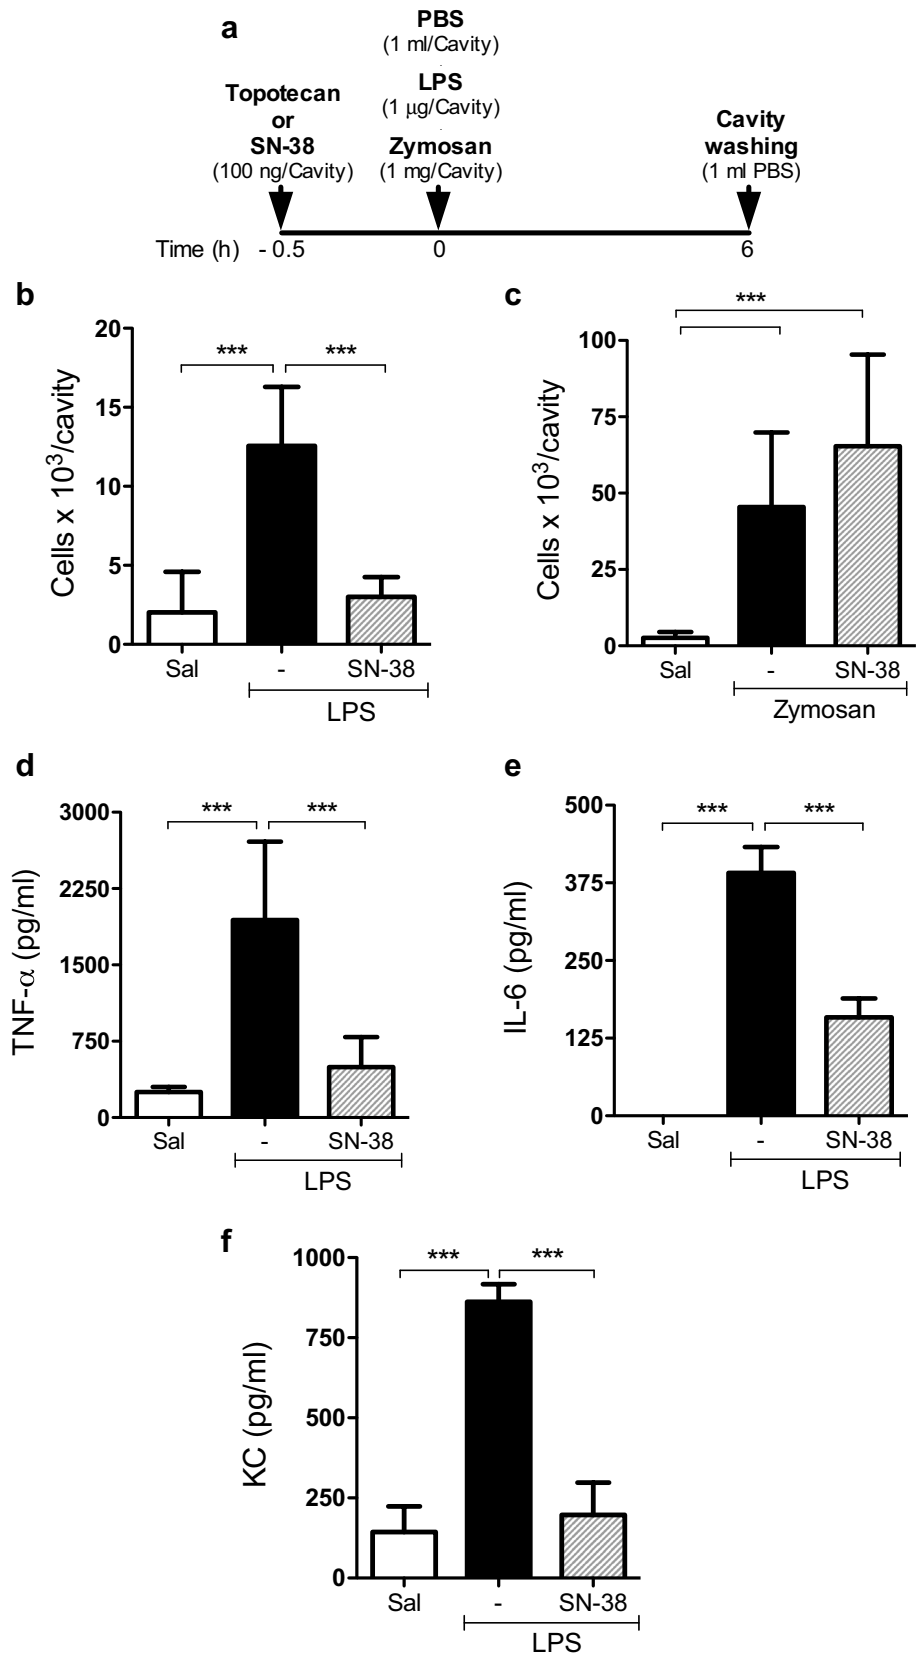 a
PBS
(1 ml/Cavity)
LPS
(1 μg/Cavity)
Zymosan
(1 mg/Cavity)
Topotecan
or
SN-38
(100 ng/Cavity)
Cavity
washing
(1 ml PBS)
Time (h) - 0.5 0 6
b
Cells x 10³/cavity
20
15
10
5
0
*** ***
Sal - SN-38
LPS
c
Cells x 10³/cavity
100
75
50
25
0
***
Sal - SN-38
Zymosan
d
TNF-α (pg/ml)
3000
2250
1500
750
0
*** ***
Sal - SN-38
LPS
e
IL-6 (pg/ml)
500
375
250
125
0
*** ***
Sal - SN-38
LPS
f
KC (pg/ml)
1000
750
500
250
0
*** ***
Sal - SN-38
LPS